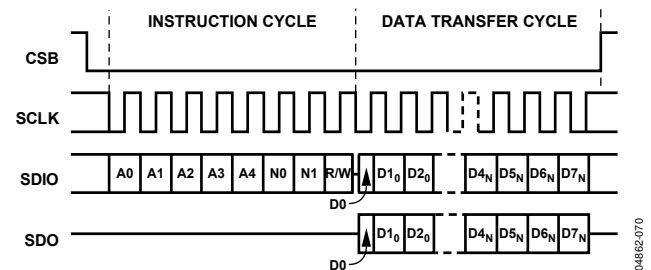 INSTRUCTION CYCLE DATA TRANSFER CYCLE
CSB
SCLK
SDIO A0 A1 A2 A3 A4 N0 N1 R/W D1₀ D2₀ D4N D5N D6N D7N
D0
SDO D1₀ D2₀ D4N D5N D6N D7N
D0
04862-070